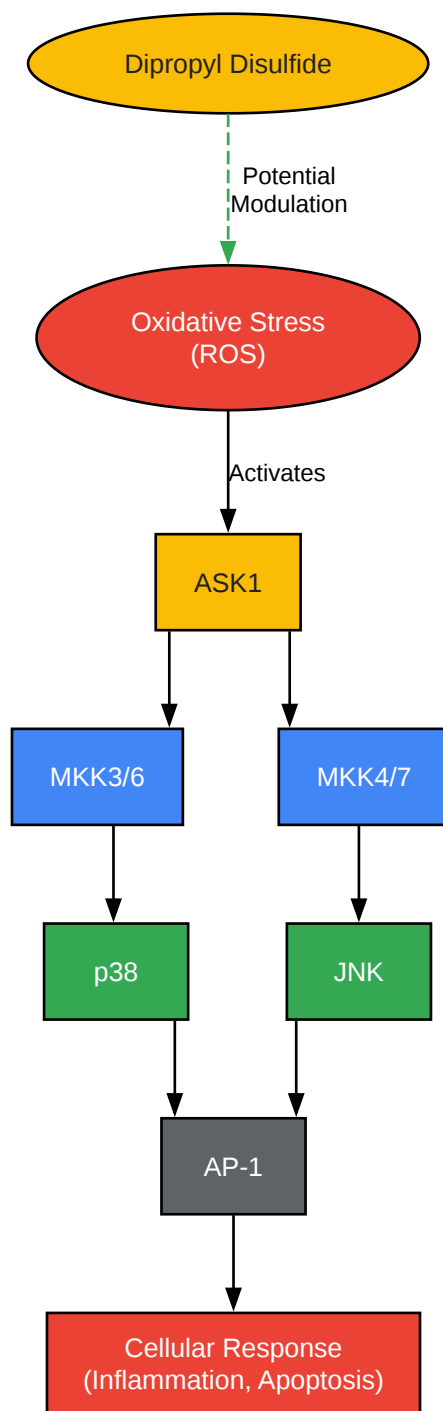 Dipropyl Disulfide
Potential
Modulation
Oxidative Stress
(ROS)
Activates
ASK1
MKK3/6
MKK4/7
p38
JNK
AP-1
Cellular Response
(Inflammation, Apoptosis)